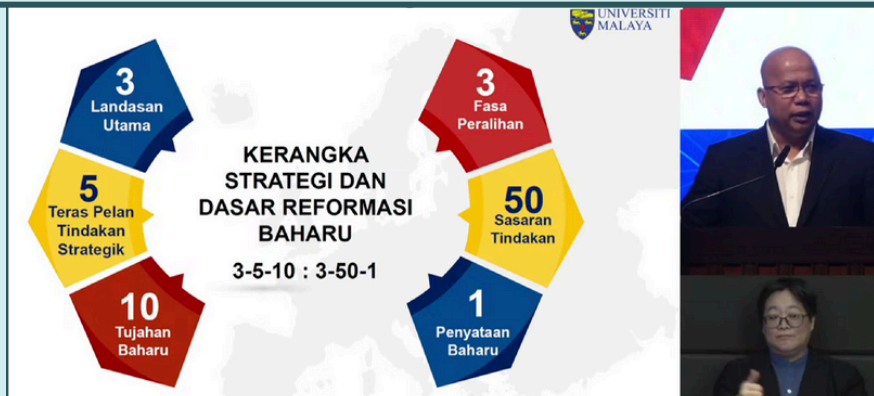 UNIVERSITI
MALAYA
3
Landasan
Utama
5
Teras Pelan
Tindakan
Strategik
10
Tujahan
Baharu
KERANGKA
STRATEGI DAN
DASAR REFORMASI
BAHARU
3-5-10 : 3-50-1
3
Fasa
Peralihan
50
Sasaran
Tindakan
1
Penyataan
Baharu